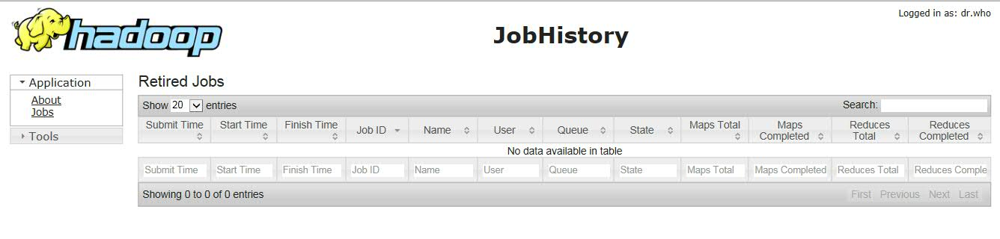 Logged in as: dr.who
hadoop
JobHistory
Application
About
Jobs
Tools
Retired Jobs
Show 20 entries Search:
Submit Time Start Time Finish Time Job ID Name User Queue State Maps Total Maps Completed Reduces Total Reduces Completed
No data available in table
Submit Time Start Time Finish Time Job ID Name User Queue State Maps Total Maps Completed Reduces Total Reduces Comple
Showing 0 to 0 of 0 entries First Previous Next Last